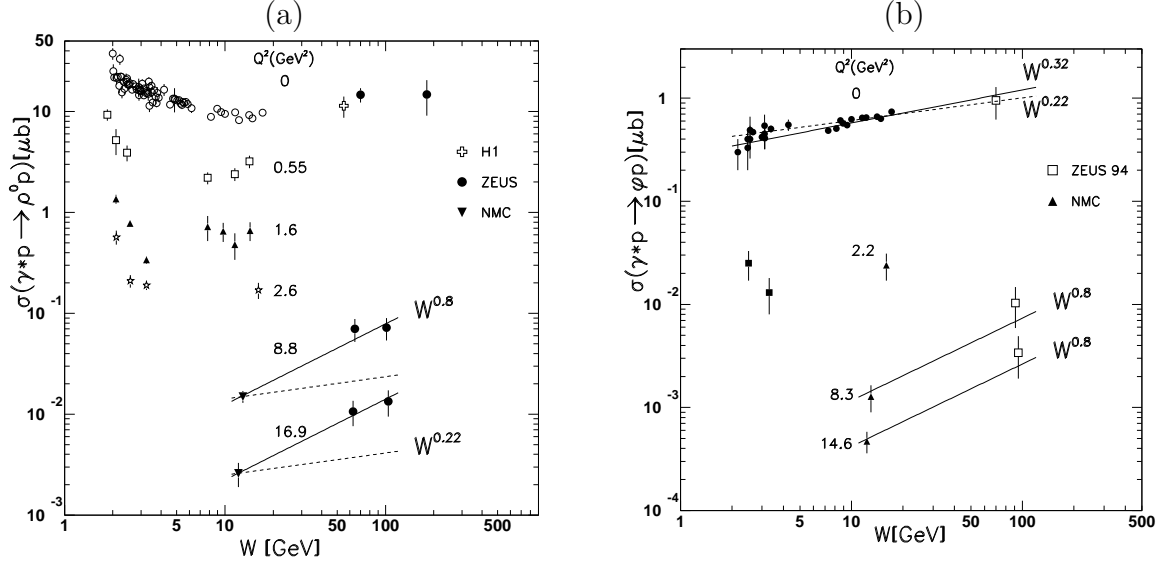 (a)
(b)
σ(γ*p → ρ⁰p) [μb]
50
10
1
10⁻¹
10⁻²
10⁻³
Q²(GeV²)
0
0.55
1.6
2.6
8.8
16.9
H1
ZEUS
NMC
W^0.8
W^0.22
1
5
10
50
100
500
W [GeV]
σ(γ*p → φp) [μb]
1
10⁻¹
10⁻²
10⁻³
10⁻⁴
Q²(GeV²)
0
2.2
8.3
14.6
W^0.32
W^0.22
ZEUS 94
NMC
W^0.8
W^0.8
1
5
10
50
100
500
W[GeV]